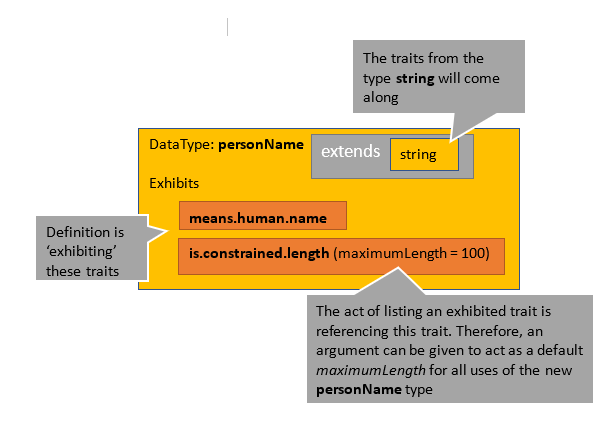 The traits from the
type string will come
along
DataType: personName
extends
string
Exhibits
means.human.name
Definition is
‘exhibiting’
these traits
is.constrained.length (maximumLength = 100)
The act of listing an exhibited trait is
referencing this trait. Therefore, an
argument can be given to act as a default
maximumLength for all uses of the new
personName type